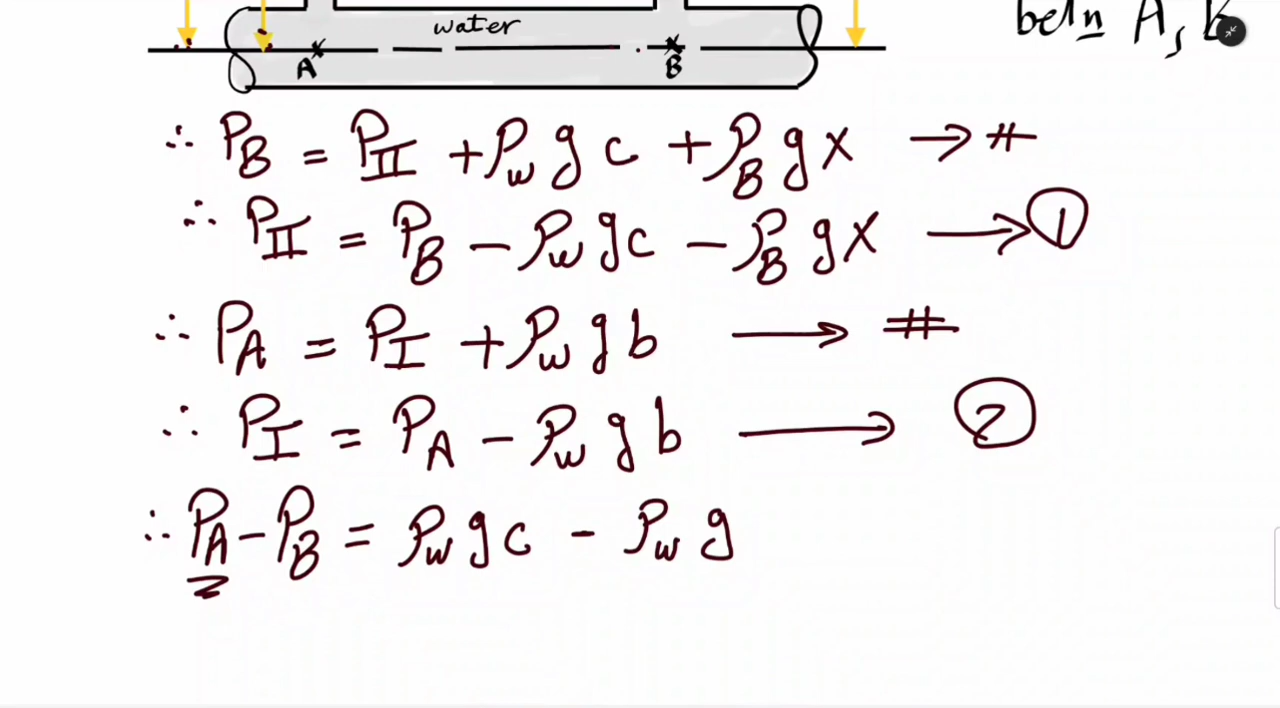 water
betn A, B
A
B
∴ P_B = P_II + ρ_w g c + ρ_B g x → #
∴ P_II = P_B − ρ_w g c − ρ_B g x → ①
∴ P_A = P_I + ρ_w g b → #
∴ P_I = P_A − ρ_w g b → ②
∴ P_A − P_B = ρ_w g c − ρ_w g